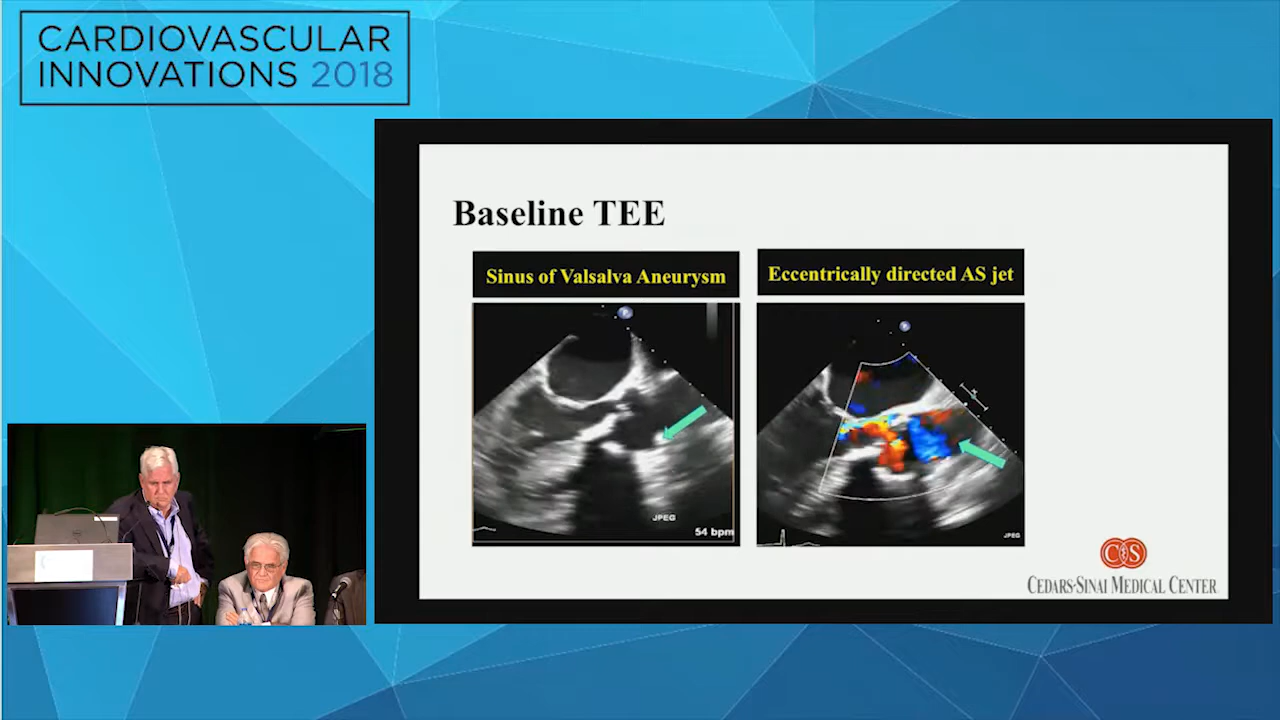 CARDIOVASCULAR
INNOVATIONS 2018
Baseline TEE
Sinus of Valsalva Aneurysm
Eccentrically directed AS jet
JPEG
54 bpm
JPEG
CS
CEDARS-SINAI MEDICAL CENTER